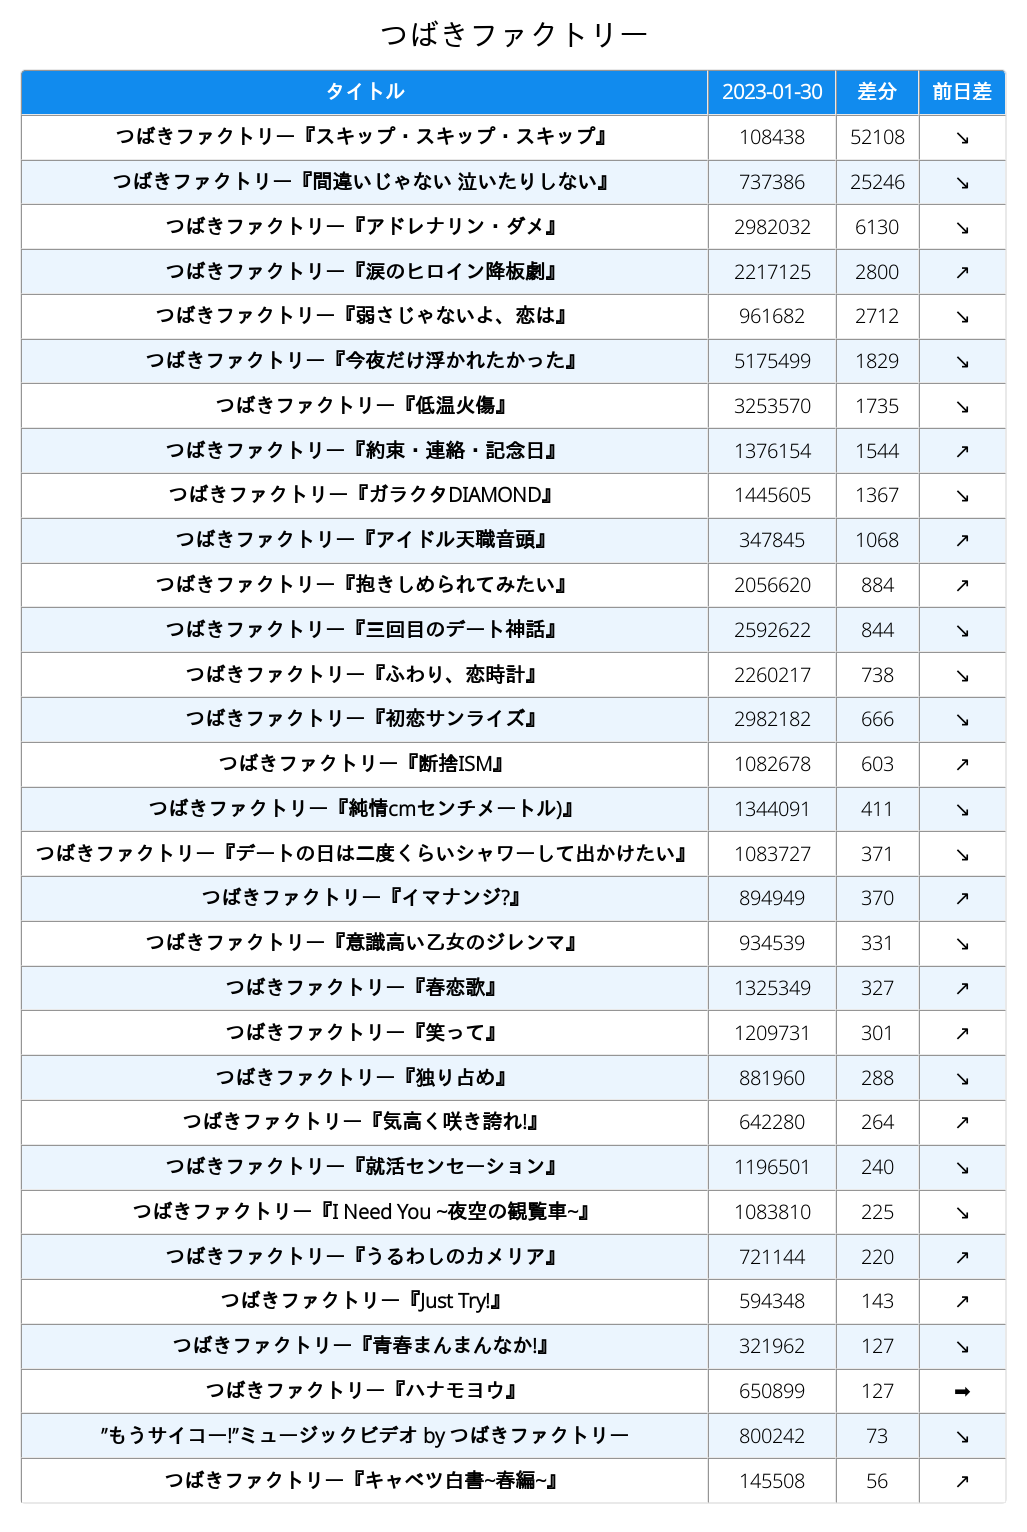 つばきファクトリー
タイトル 2023-01-30 差分 前日差
つばきファクトリー『スキップ・スキップ・スキップ』 108438 52108 ↘
つばきファクトリー『間違いじゃない 泣いたりしない』 737386 25246 ↘
つばきファクトリー『アドレナリン・ダメ』 2982032 6130 ↘
つばきファクトリー『涙のヒロイン降板劇』 2217125 2800 ↗
つばきファクトリー『弱さじゃないよ、恋は』 961682 2712 ↘
つばきファクトリー『今夜だけ浮かれたかった』 5175499 1829 ↘
つばきファクトリー『低温火傷』 3253570 1735 ↘
つばきファクトリー『約束・連絡・記念日』 1376154 1544 ↗
つばきファクトリー『ガラクタDIAMOND』 1445605 1367 ↘
つばきファクトリー『アイドル天職音頭』 347845 1068 ↗
つばきファクトリー『抱きしめられてみたい』 2056620 884 ↗
つばきファクトリー『三回目のデート神話』 2592622 844 ↘
つばきファクトリー『ふわり、恋時計』 2260217 738 ↘
つばきファクトリー『初恋サンライズ』 2982182 666 ↘
つばきファクトリー『断捨ISM』 1082678 603 ↗
つばきファクトリー『純情cmセンチメートル)』 1344091 411 ↘
つばきファクトリー『デートの日は二度くらいシャワーして出かけたい』 1083727 371 ↘
つばきファクトリー『イマナンジ?』 894949 370 ↗
つばきファクトリー『意識高い乙女のジレンマ』 934539 331 ↘
つばきファクトリー『春恋歌』 1325349 327 ↗
つばきファクトリー『笑って』 1209731 301 ↗
つばきファクトリー『独り占め』 881960 288 ↘
つばきファクトリー『気高く咲き誇れ!』 642280 264 ↗
つばきファクトリー『就活センセーション』 1196501 240 ↘
つばきファクトリー『I Need You ~夜空の観覧車~』 1083810 225 ↘
つばきファクトリー『うるわしのカメリア』 721144 220 ↗
つばきファクトリー『Just Try!』 594348 143 ↗
つばきファクトリー『青春まんまんなか!』 321962 127 ↘
つばきファクトリー『ハナモヨウ』 650899 127 ➡
”もうサイコー!”ミュージックビデオ by つばきファクトリー 800242 73 ↘
つばきファクトリー『キャベツ白書~春編~』 145508 56 ↗